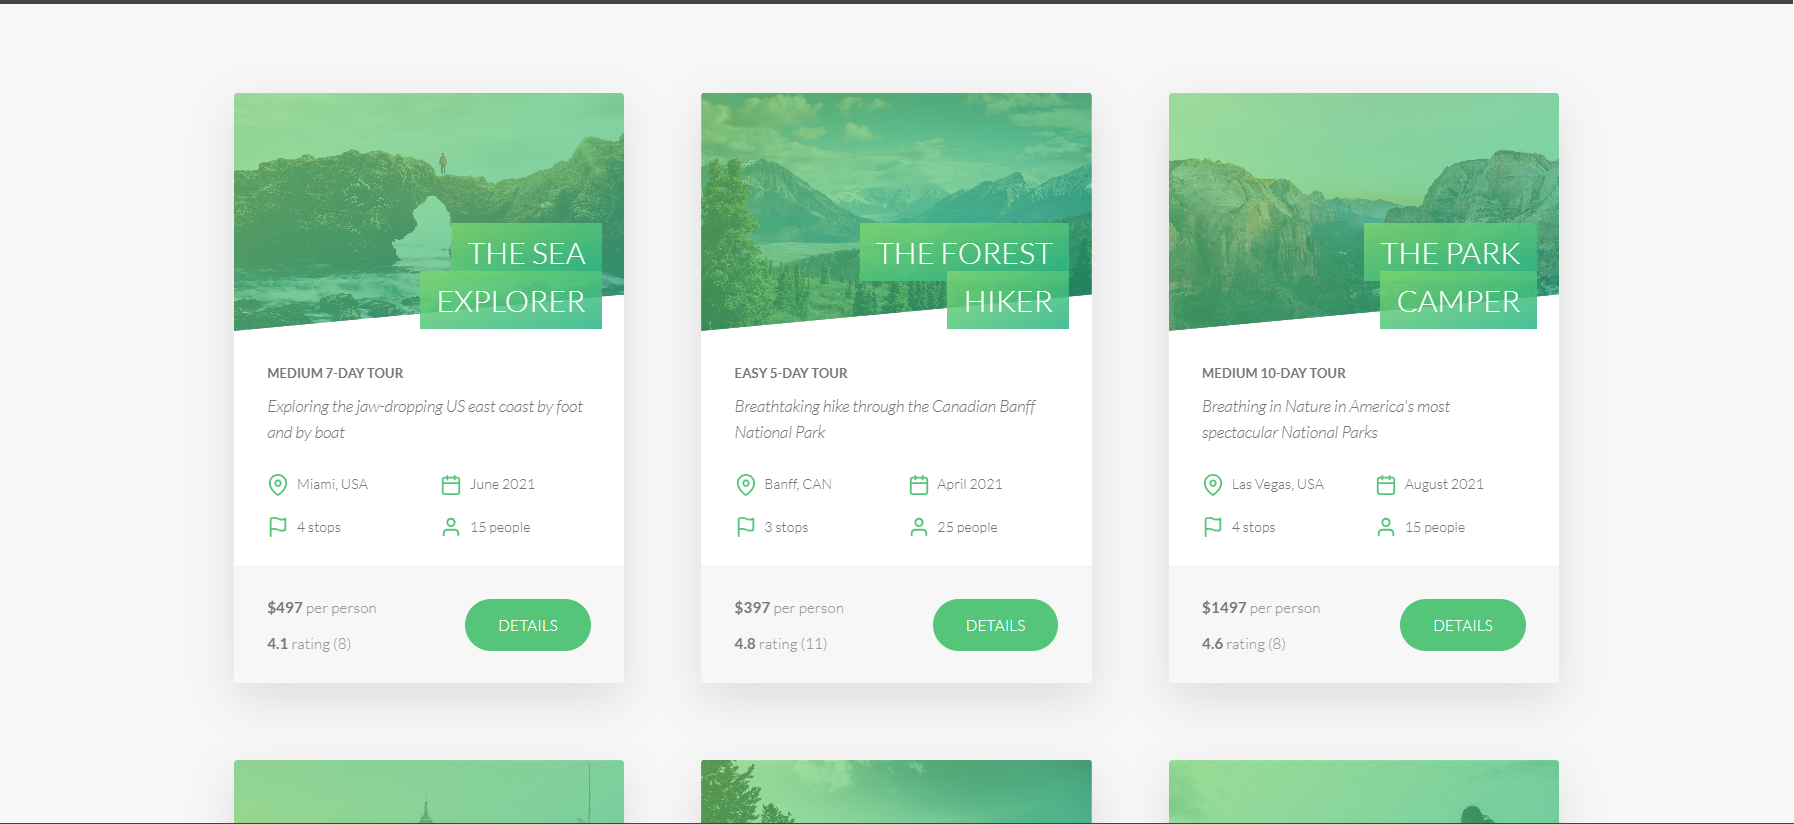 THE SEA
EXPLORER
MEDIUM 7-DAY TOUR
Exploring the jaw-dropping US east coast by foot
and by boat
Miami, USA
June 2021
4 stops
15 people
$497 per person
4.1 rating (8)
DETAILS
THE FOREST
HIKER
EASY 5-DAY TOUR
Breathtaking hike through the Canadian Banff
National Park
Banff, CAN
April 2021
3 stops
25 people
$397 per person
4.8 rating (11)
DETAILS
THE PARK
CAMPER
MEDIUM 10-DAY TOUR
Breathing in Nature in America's most
spectacular National Parks
Las Vegas, USA
August 2021
4 stops
15 people
$1497 per person
4.6 rating (8)
DETAILS